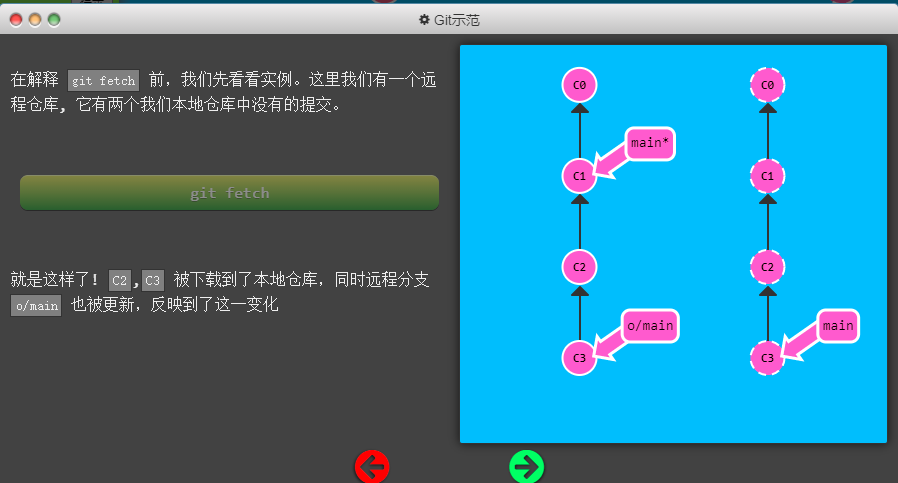 Git示范
在解释 git fetch 前，我们先看看实例。这里我们有一个远
程仓库, 它有两个我们本地仓库中没有的提交。
git fetch
就是这样了! C2,C3 被下载到了本地仓库，同时远程分支
o/main 也被更新，反映到了这一变化
C0
C0
main*
C1
C1
C2
C2
o/main
main
C3
C3